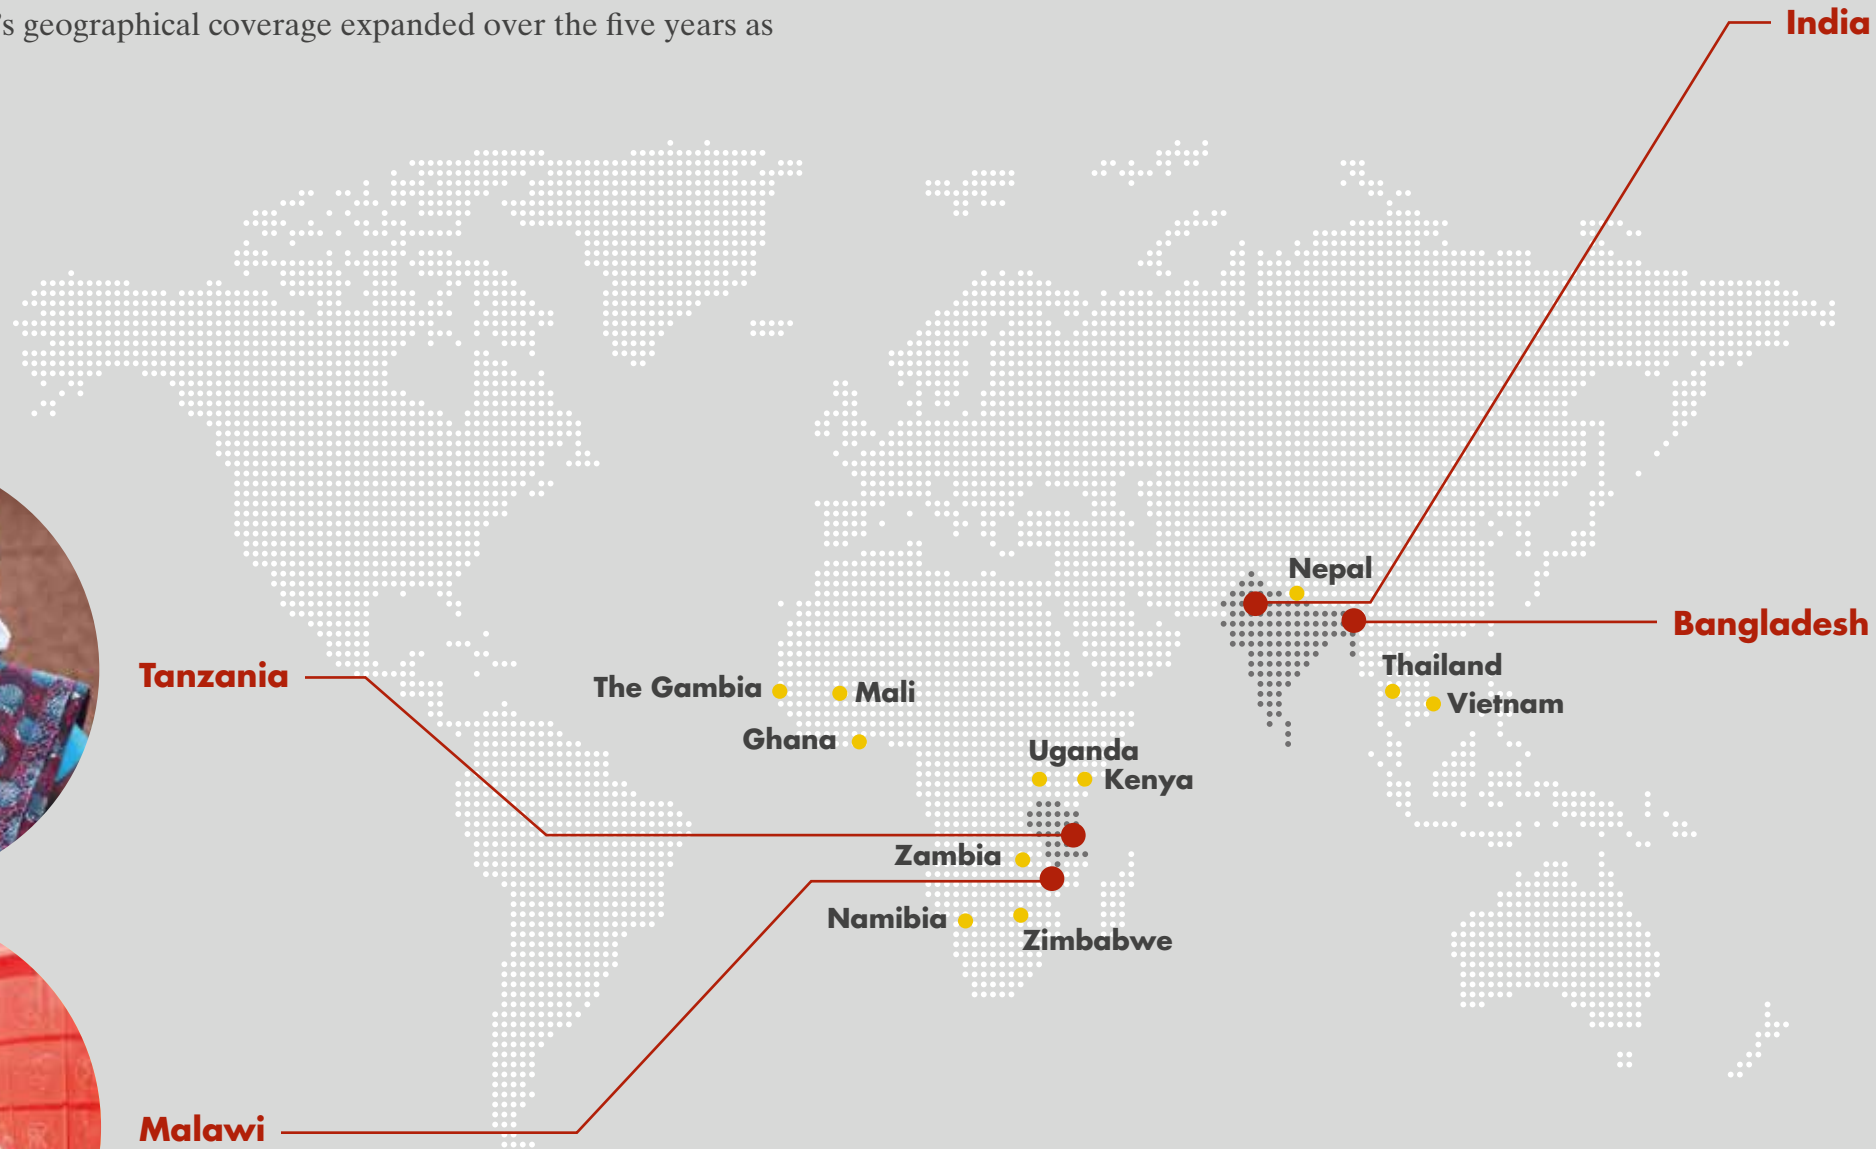 's geographical coverage expanded over the five years as
India
Nepal
Bangladesh
Thailand
Tanzania
The Gambia
Mali
Vietnam
Ghana
Uganda
Kenya
Zambia
Namibia
Zimbabwe
Malawi